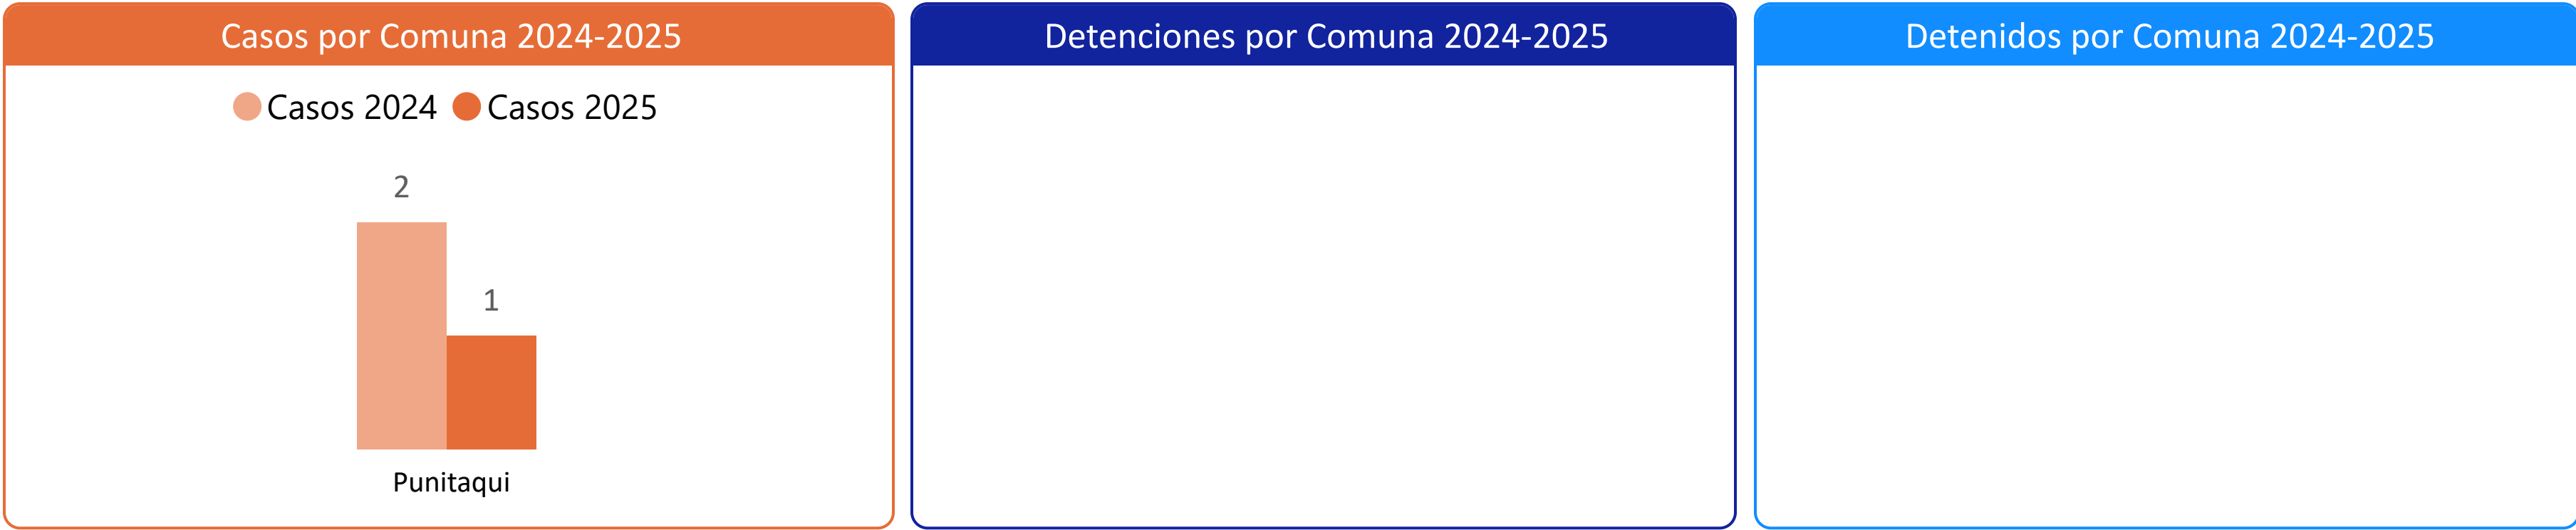 Casos por Comuna 2024-2025
Casos 2024 Casos 2025
2
1
Punitaqui
Detenciones por Comuna 2024-2025
Detenidos por Comuna 2024-2025